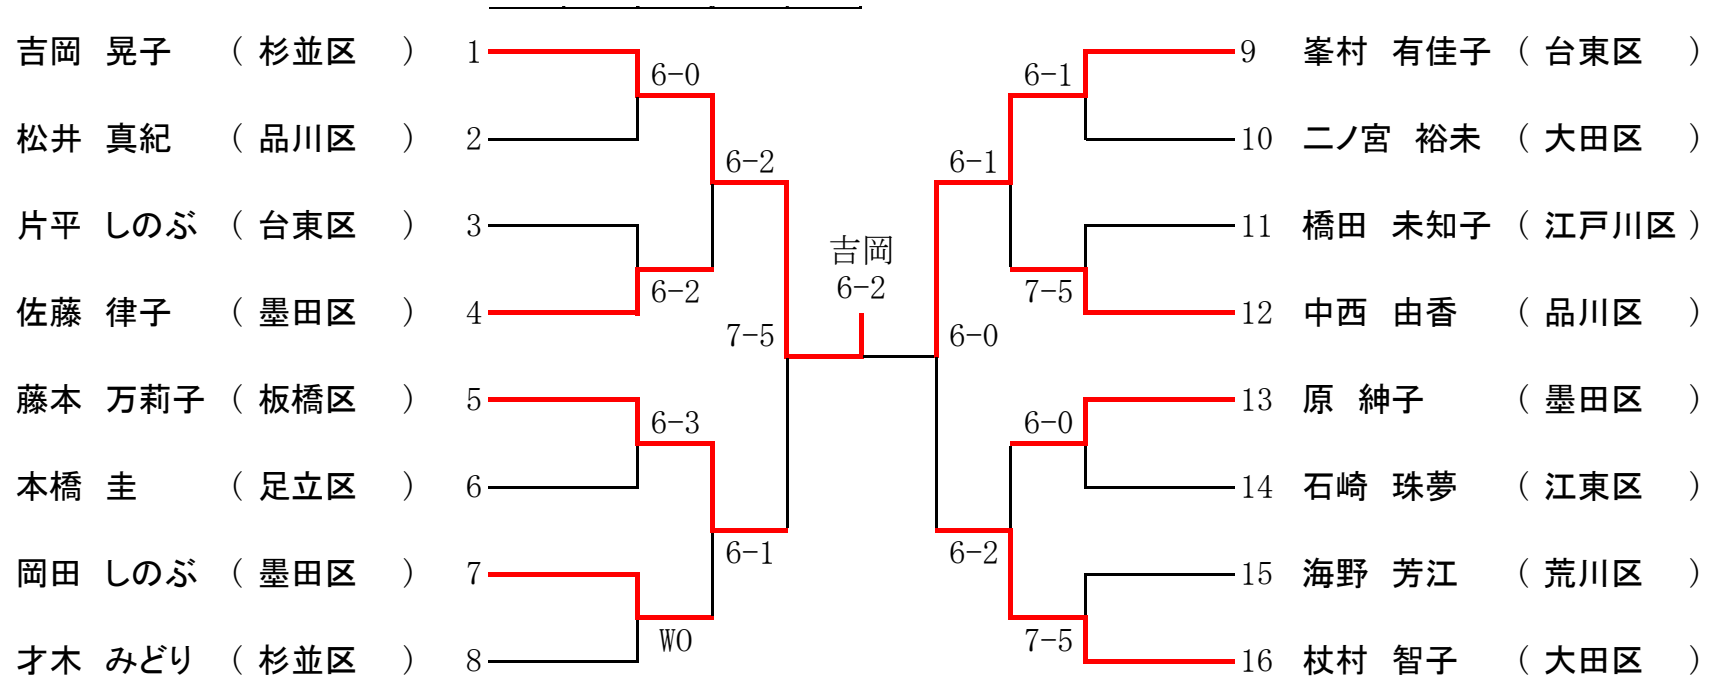 吉岡 晃子 ( 杉並区 ) 1 9 峯村 有佳子 ( 台東区 )
6-0 6-1
松井 真紀 ( 品川区 ) 2 10 二ノ宮 裕未 ( 大田区 )
6-2 6-1
片平 しのぶ ( 台東区 ) 3 11 橋田 未知子 ( 江戸川区 )
吉岡
6-2 6-2 7-5
佐藤 律子 ( 墨田区 ) 4 12 中西 由香 ( 品川区 )
7-5 6-0
藤本 万莉子 ( 板橋区 ) 5 13 原 紳子 ( 墨田区 )
6-3 6-0
本橋 圭 ( 足立区 ) 6 14 石崎 珠夢 ( 江東区 )
6-1 6-2
岡田 しのぶ ( 墨田区 ) 7 15 海野 芳江 ( 荒川区 )
WO 7-5
才木 みどり ( 杉並区 ) 8 16 杖村 智子 ( 大田区 )